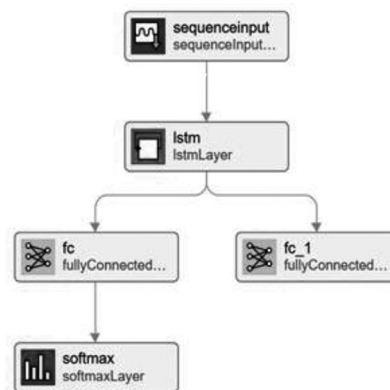 sequenceinput
sequenceInput...
lstm
lstmLayer
fc
fullyConnected...
fc_1
fullyConnected...
softmax
softmaxLayer